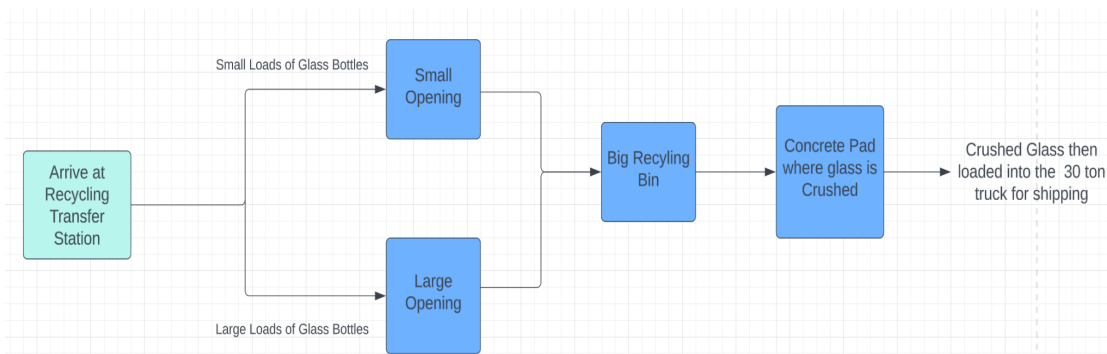 Small Loads of Glass Bottles
Small
Opening
Arrive at
Recycling
Transfer
Station
Large
Opening
Large Loads of Glass Bottles
Big Recyling
Bin
Concrete Pad
where glass is
Crushed
Crushed Glass then
loaded into the 30 ton
truck for shipping